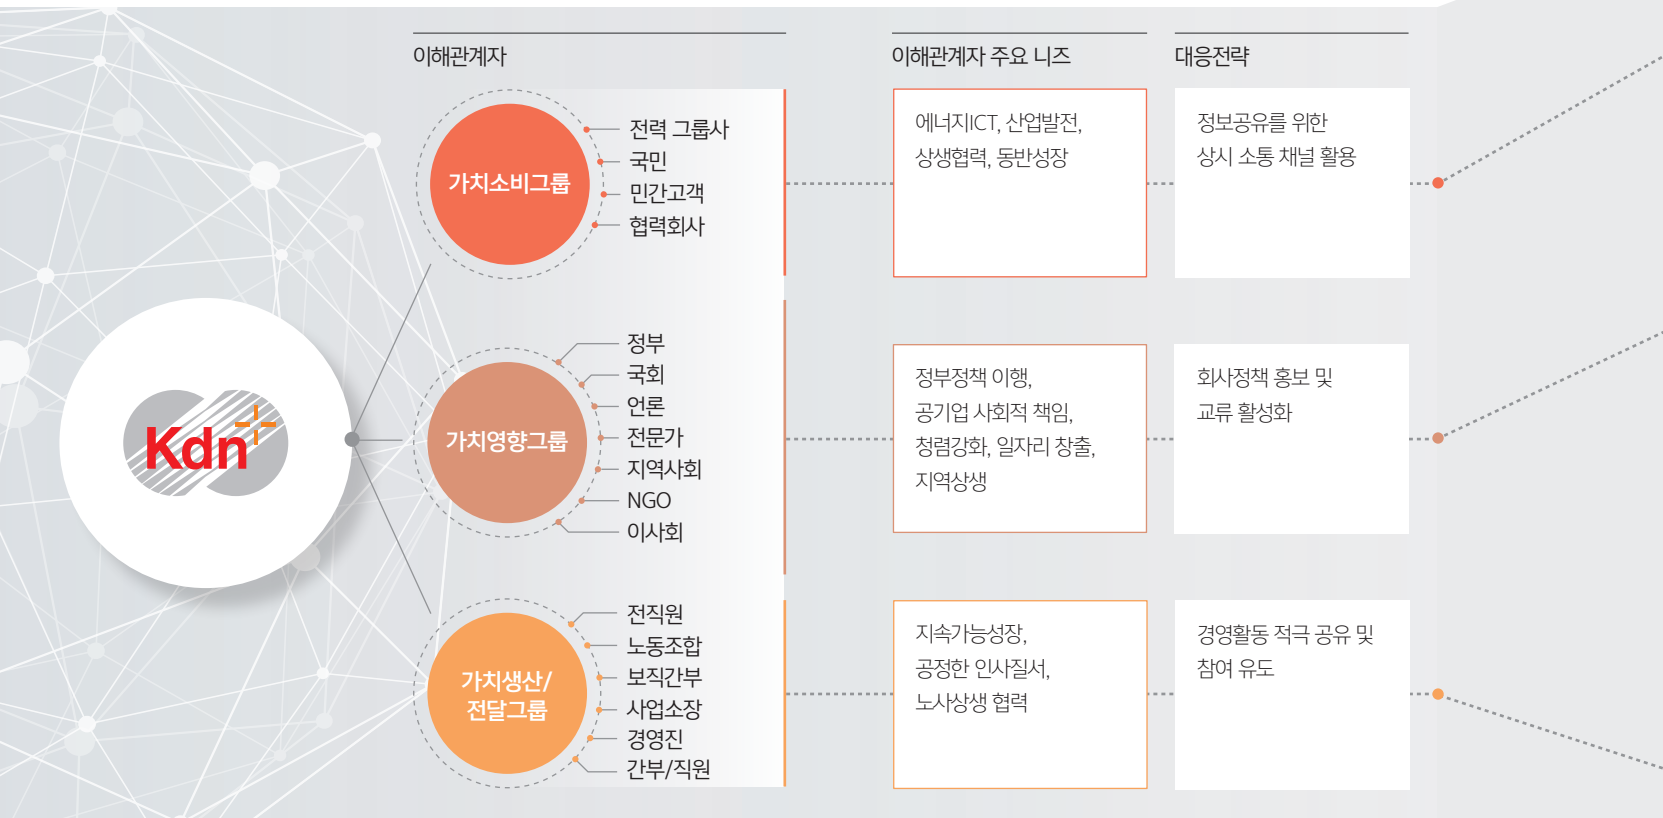 이해관계자
이해관계자 주요 니즈
대응전략
Kdn
가치소비그룹
전력 그룹사
국민
민간고객
협력회사
에너지ICT, 산업발전,
상생협력, 동반성장
정보공유를 위한
상시 소통 채널 활용
가치영향그룹
정부
국회
언론
전문가
지역사회
NGO
이사회
정부정책 이행,
공기업 사회적 책임,
청렴강화, 일자리 창출,
지역상생
회사정책 홍보 및
교류 활성화
가치생산/
전달그룹
전직원
노동조합
보직간부
사업소장
경영진
간부/직원
지속가능성장,
공정한 인사질서,
노사상생 협력
경영활동 적극 공유 및
참여 유도